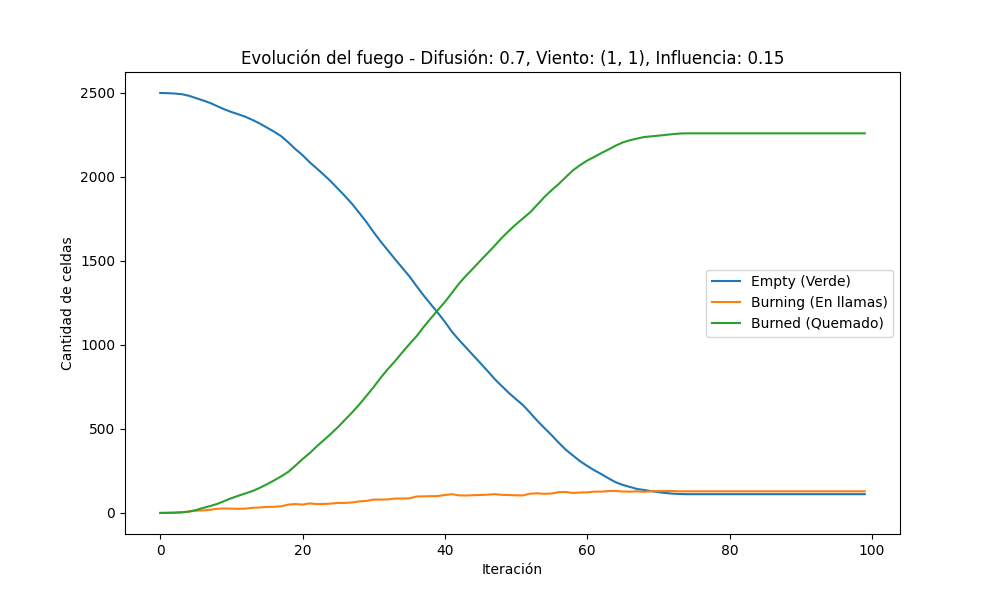 Evolución del fuego - Difusión: 0.7, Viento: (1, 1), Influencia: 0.15
Cantidad de celdas
2500
2000
1500
1000
500
0
Empty (Verde)
Burning (En llamas)
Burned (Quemado)
0 20 40 60 80 100
Iteración